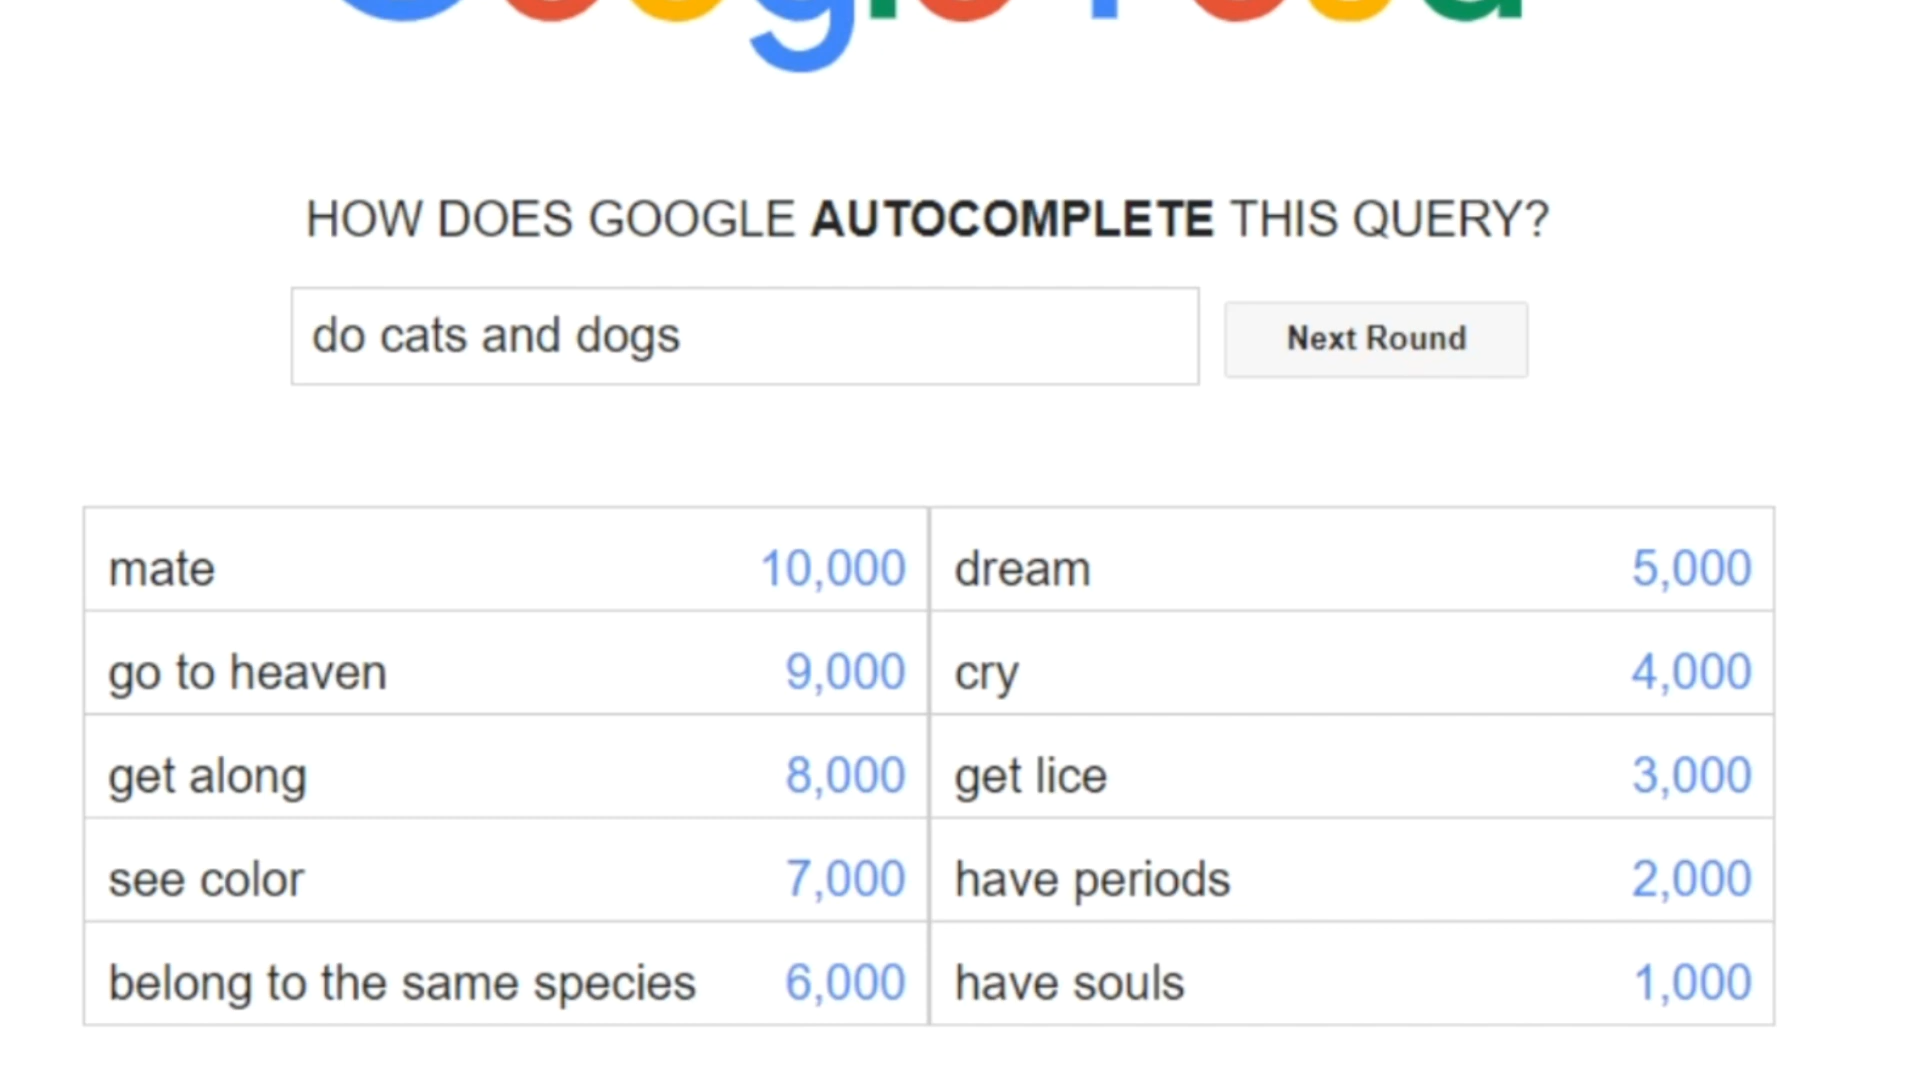 HOW DOES GOOGLE AUTOCOMPLETE THIS QUERY?
do cats and dogs
Next Round
mate 10,000
go to heaven 9,000
get along 8,000
see color 7,000
belong to the same species 6,000
dream 5,000
cry 4,000
get lice 3,000
have periods 2,000
have souls 1,000